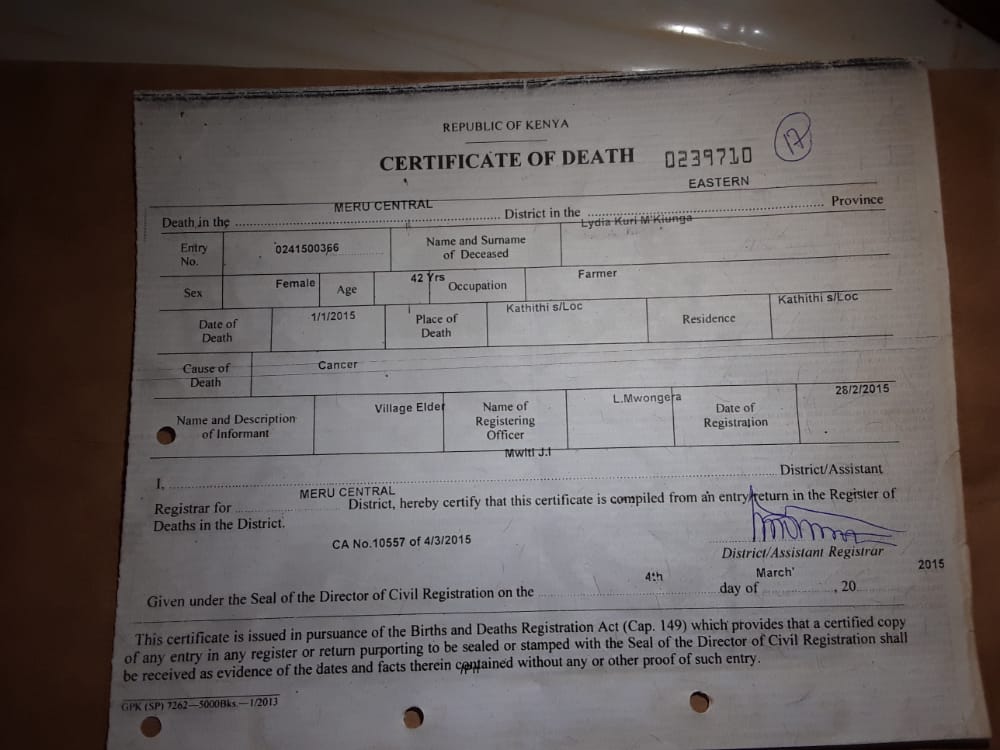 REPUBLIC OF KENYA
CERTIFICATE OF DEATH 0239710 17
EASTERN
Death in the MERU CENTRAL District in the Province
Entry No. 0241500366 Name and Surname of Deceased Lydia Kuri M'Kiunga
Sex Female Age 42 Yrs Occupation Farmer
Date of Death 1/1/2015 Place of Death Kathithi s/Loc Residence Kathithi s/Loc
Cause of Death Cancer
Name and Description of Informant Village Elder Name of Registering Officer L.Mwongera Date of Registration 28/2/2015
I, Mwiti J.I District/Assistant
Registrar for MERU CENTRAL District, hereby certify that this certificate is compiled from an entry/return in the Register of
Deaths in the District.
CA No.10557 of 4/3/2015
District/Assistant Registrar
Given under the Seal of the Director of Civil Registration on the 4th day of March' , 20 2015
This certificate is issued in pursuance of the Births and Deaths Registration Act (Cap. 149) which provides that a certified copy
of any entry in any register or return purporting to be sealed or stamped with the Seal of the Director of Civil Registration shall
be received as evidence of the dates and facts therein contained without any or other proof of such entry.
GPK (SP) 7262—5000Bks.—1/2013